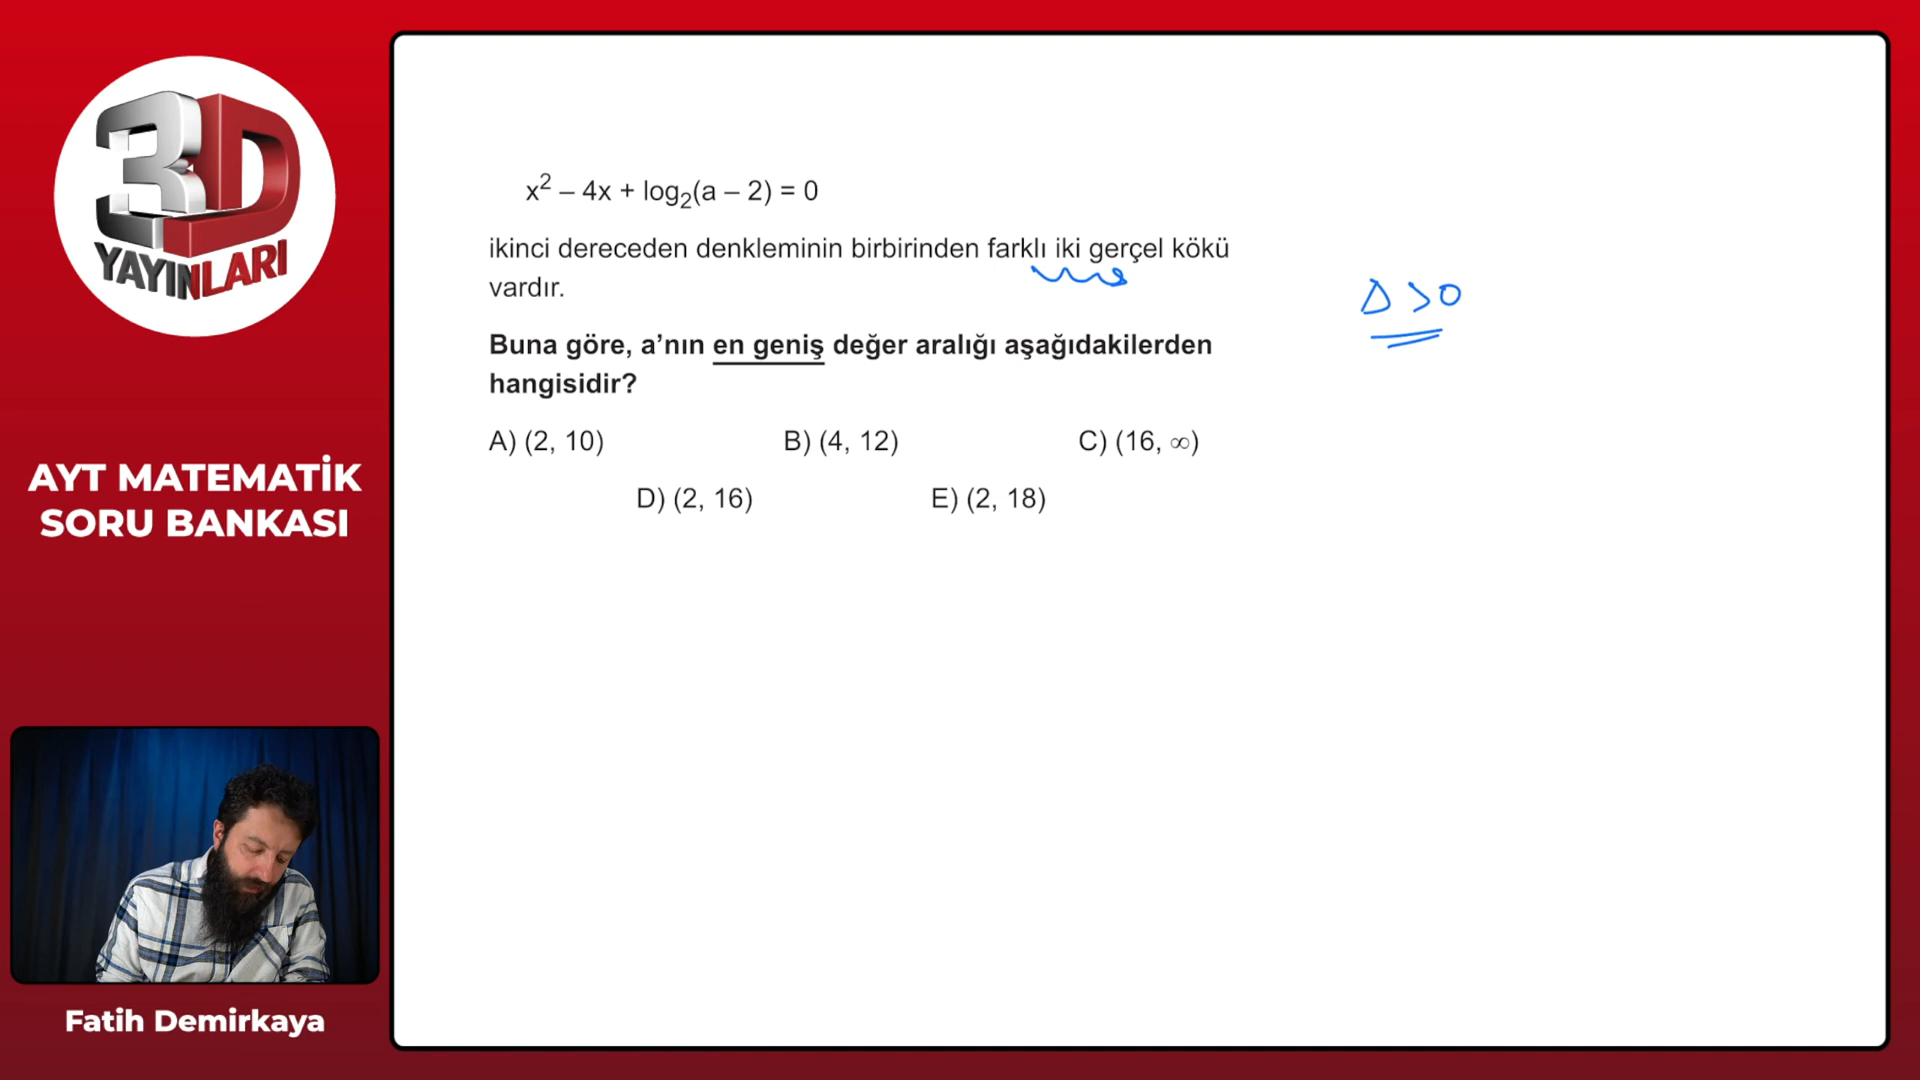 3D
YAYINLARI
AYT MATEMATİK
SORU BANKASI
Fatih Demirkaya
x² – 4x + log₂(a – 2) = 0
ikinci dereceden denkleminin birbirinden farklı iki gerçel kökü
vardır.
Δ >0
Buna göre, a’nın en geniş değer aralığı aşağıdakilerden
hangisidir?
A) (2, 10) B) (4, 12) C) (16, ∞)
D) (2, 16) E) (2, 18)